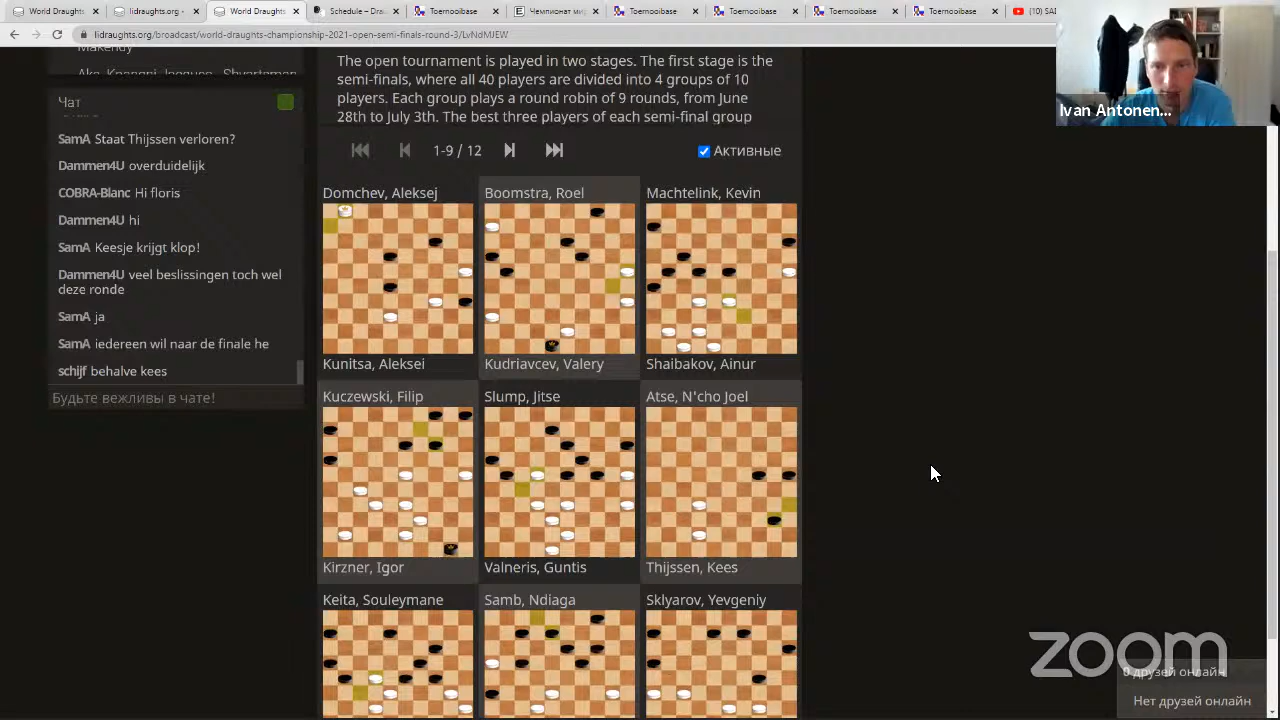 World Draughts
lidraughts.org •
World Draughts
Schedule – Drai
Toernooibase
Чемпионат ми
Toernooibase
Toernooibase
Toernooibase
Toernooibase
lidraughts.org/broadcast/world-draughts-championship-2021-open-semi-finals-round-3/
Ivan Antonen...
Чат
SamA Staat Thijssen verloren?
Dammen4U overduidelijk
COBRA-Blanc Hi floris
Dammen4U hi
SamA Keesje krijgt klop!
Dammen4U veel beslissingen toch wel
deze ronde
SamA ja
SamA iedereen wil naar de finale he
schijf behalve kees
Будьте вежливы в чате!
The open tournament is played in two stages. The first stage is the
semi-finals, where all 40 players are divided into 4 groups of 10
players. Each group plays a round robin of 9 rounds, from June
28th to July 3th. The best three players of each semi-final group
1-9 / 12
Активные
Domchev, Aleksej
Boomstra, Roel
Machtelink, Kevin
Kunitsa, Aleksei
Kudriavcev, Valery
Shaibakov, Ainur
Kuczewski, Filip
Slump, Jitse
Atse, N'cho Joel
Kirzner, Igor
Valneris, Guntis
Thijssen, Kees
Keita, Souleymane
Samb, Ndiaga
Sklyarov, Yevgeniy
zoom
0 друзей онлайн
Нет друзей онлайн